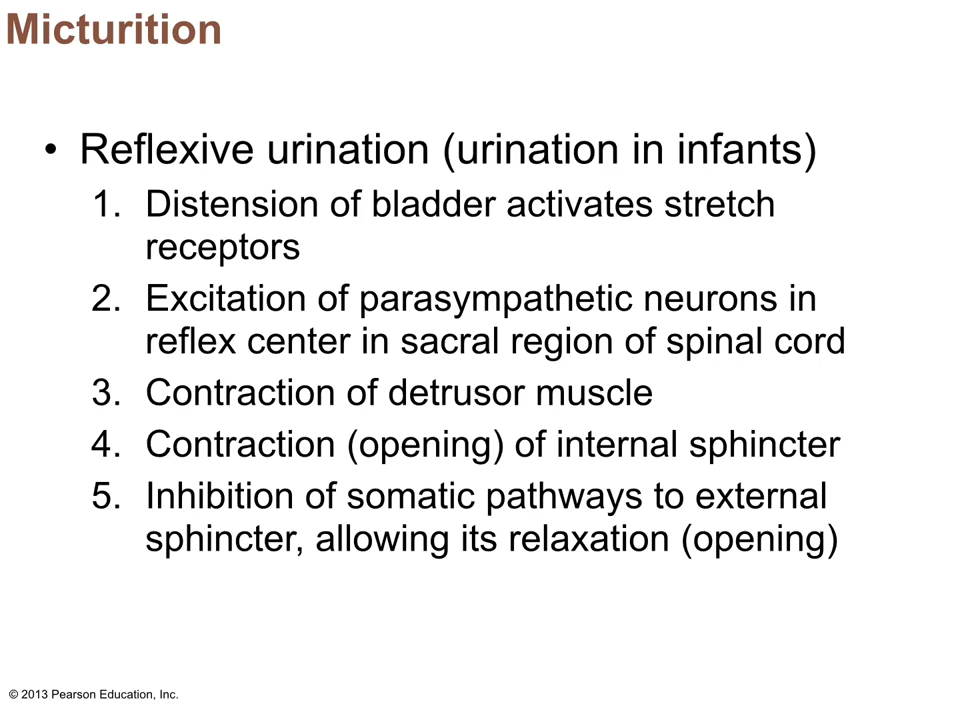 Micturition
• Reflexive urination (urination in infants)
1. Distension of bladder activates stretch
receptors
2. Excitation of parasympathetic neurons in
reflex center in sacral region of spinal cord
3. Contraction of detrusor muscle
4. Contraction (opening) of internal sphincter
5. Inhibition of somatic pathways to external
sphincter, allowing its relaxation (opening)
© 2013 Pearson Education, Inc.